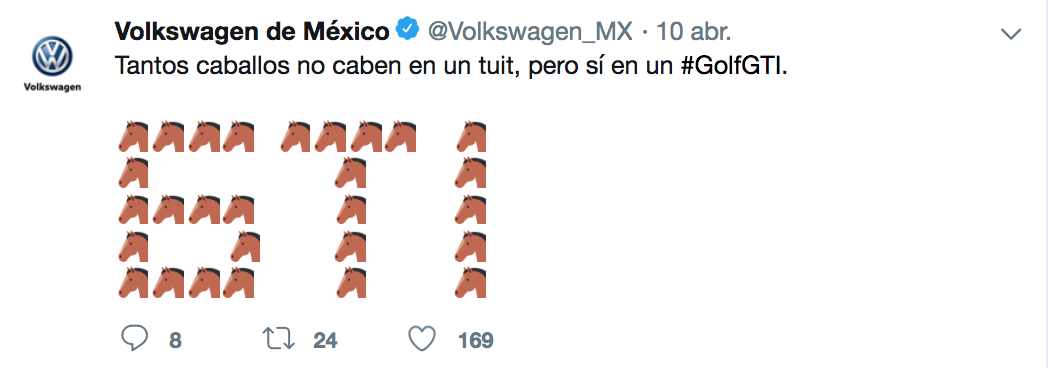 Volkswagen de México @Volkswagen_MX · 10 abr.
Tantos caballos no caben en un tuit, pero sí en un #GolfGTI.
Volkswagen
🐴🐴🐴🐴 🐴🐴🐴🐴 🐴
🐴 🐴 🐴
🐴🐴🐴🐴 🐴 🐴
🐴 🐴 🐴 🐴
🐴🐴🐴🐴 🐴 🐴
8 24 169